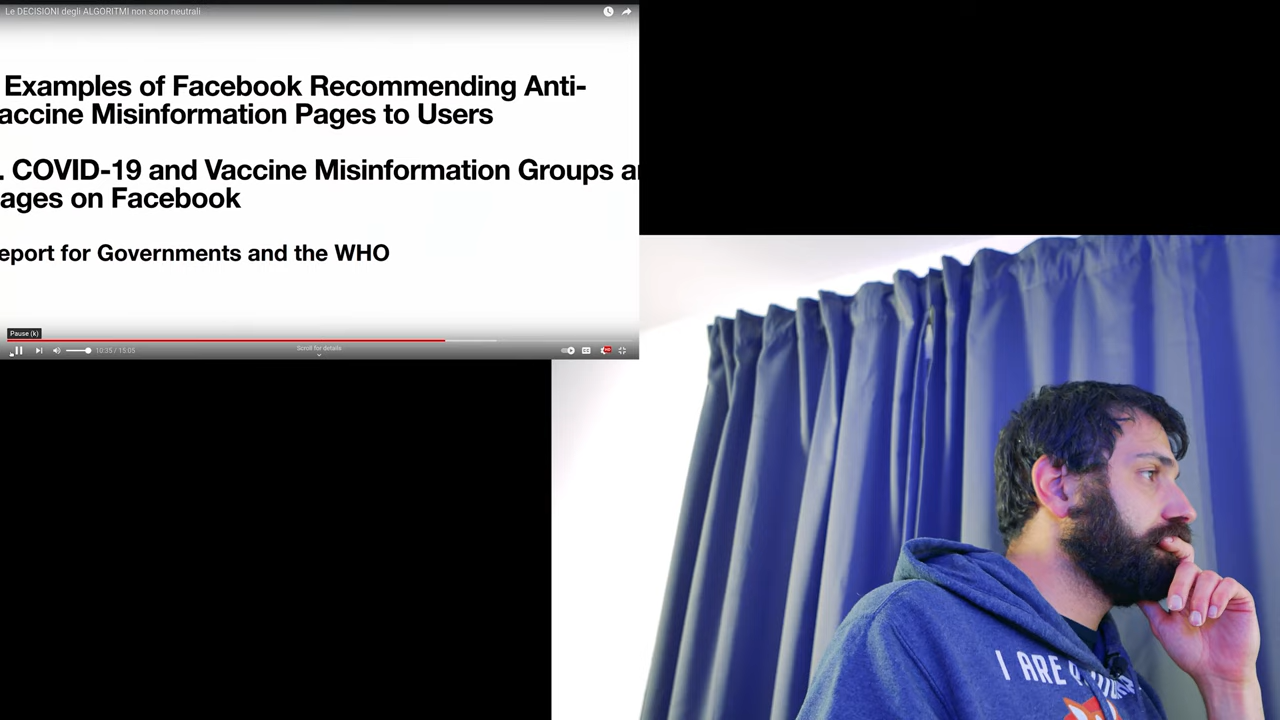 Le DECISIONI degli ALGORITMI non sono neutrali
Examples of Facebook Recommending Anti-
accine Misinformation Pages to Users
. COVID-19 and Vaccine Misinformation Groups a
ages on Facebook
eport for Governments and the WHO
Pause (k)
10:35 / 15:05
Scroll for details
I ARE